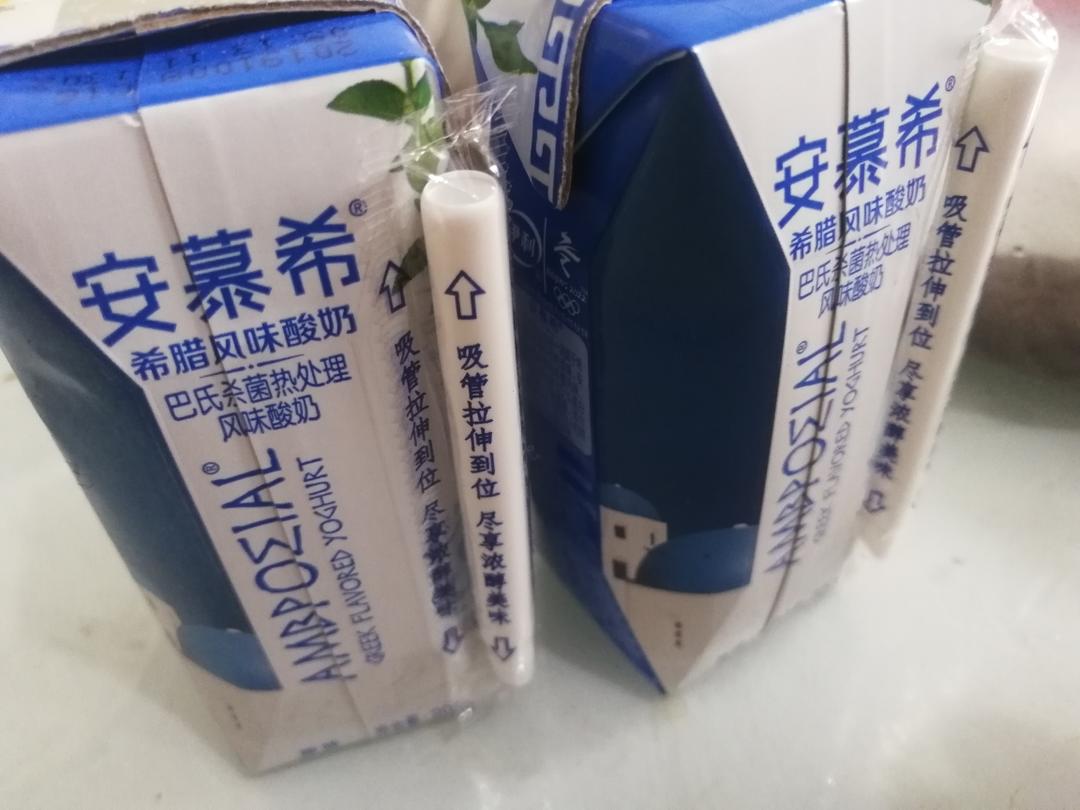 安慕希®
希腊风味酸奶
巴氏杀菌热处理
风味酸奶
AMBPOΣIAL®
GREEK FLAVORED YOGHURT
吸管拉伸到位 尽享浓醇美味
吸管拉伸到位 尽享浓醇美味
伊利
安慕希®
希腊风味酸奶
巴氏杀菌热处理
风味酸奶
AMBPOΣIAL®
GREEK FLAVORED YOGHURT
吸管拉伸到位 尽享浓醇美味